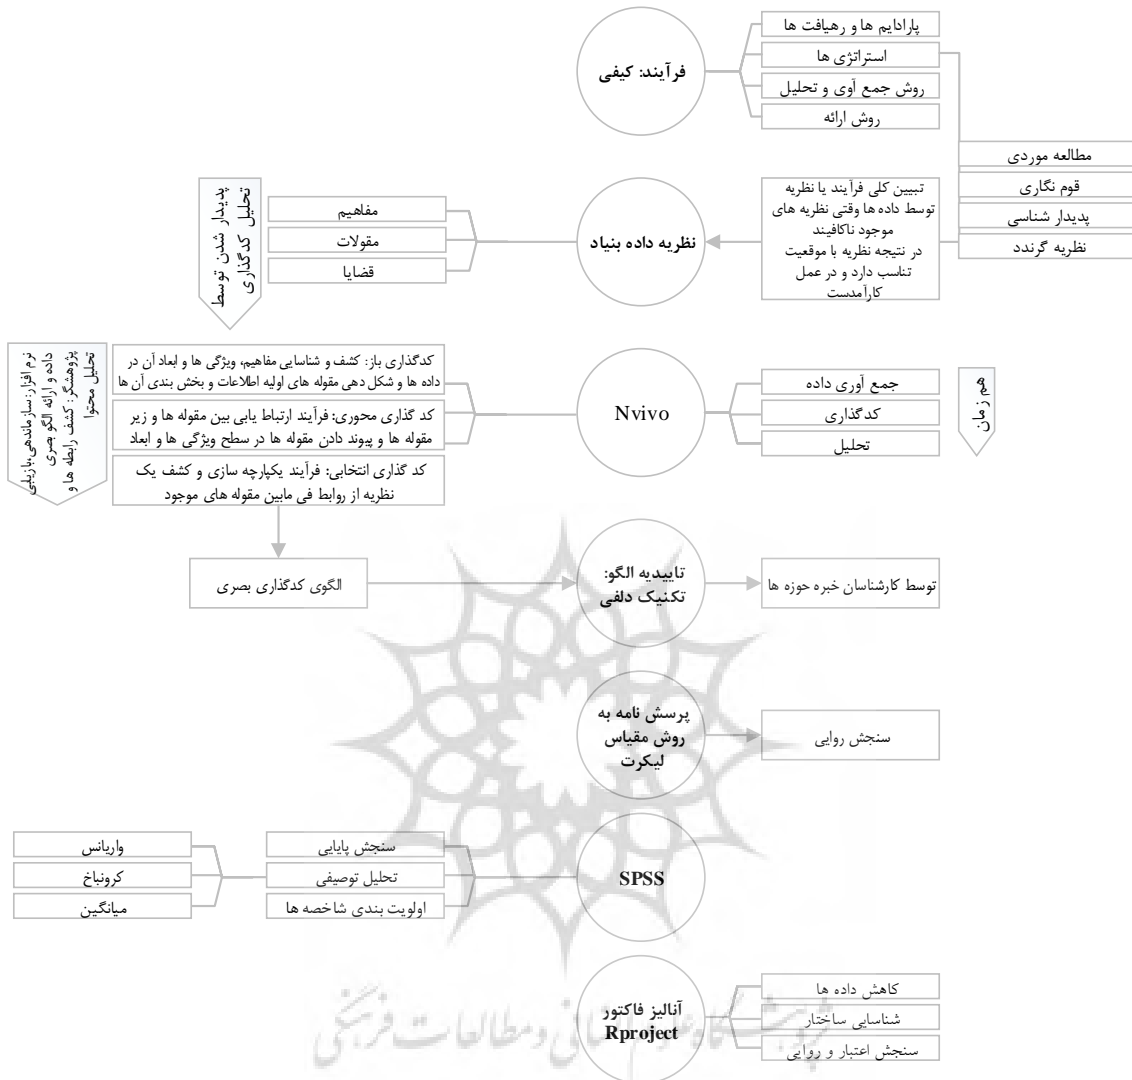 فرآیند: کیفی
پارادایم ها و رهیافت ها
استراتژی ها
روش جمع آوی و تحلیل
روش ارائه
مطالعه موردی
قوم نگاری
پدیدار شناسی
نظریه گرندد
تبیین کلی فرآیند یا نظریه
توسط داده ها وقتی نظریه های
موجود ناکافیند
در نتیجه نظریه با موقعیت
تناسب دارد و در عمل
کارآمدست
نظریه داده بنیاد
مفاهیم
مقولات
قضایا
پدیدار شدن توسط
تحلیل کدگذاری
هم زمان
جمع آوری داده
کدگذاری
تحلیل
Nvivo
کدگذاری باز: کشف و شناسایی مفاهیم، ویژگی ها و ابعاد آن در
داده ها و شکل دهی مقوله های اولیه اطلاعات و بخش بندی آن ها
کد گذاری محوری: فرآیند ارتباط یابی بین مقوله ها و زیر
مقوله ها و پیوند دادن مقوله ها در سطح ویژگی ها و ابعاد
کد گذاری انتخابی: فرآیند یکپارچه سازی و کشف یک
نظریه از روابط فی مابین مقوله های موجود
نرم افزار: سازماندهی،بازیابی
داده و ارائه الگو بصری
پژوهشگر: کشف رابطه ها و
تحلیل محتوا
الگوی کدگذاری بصری
تاییدیه الگو:
تکنیک دلفی
توسط کارشناسان خبره حوزه ها
پرسش نامه به
روش مقیاس
لیکرت
سنجش روایی
SPSS
سنجش پایایی
تحلیل توصیفی
اولویت بندی شاخصه ها
واریانس
کرونباخ
میانگین
آنالیز فاکتور
Rproject
کاهش داده ها
شناسایی ساختار
سنجش اعتبار و روایی
پژوهشگاه علوم انسانی و مطالعات فرهنگی